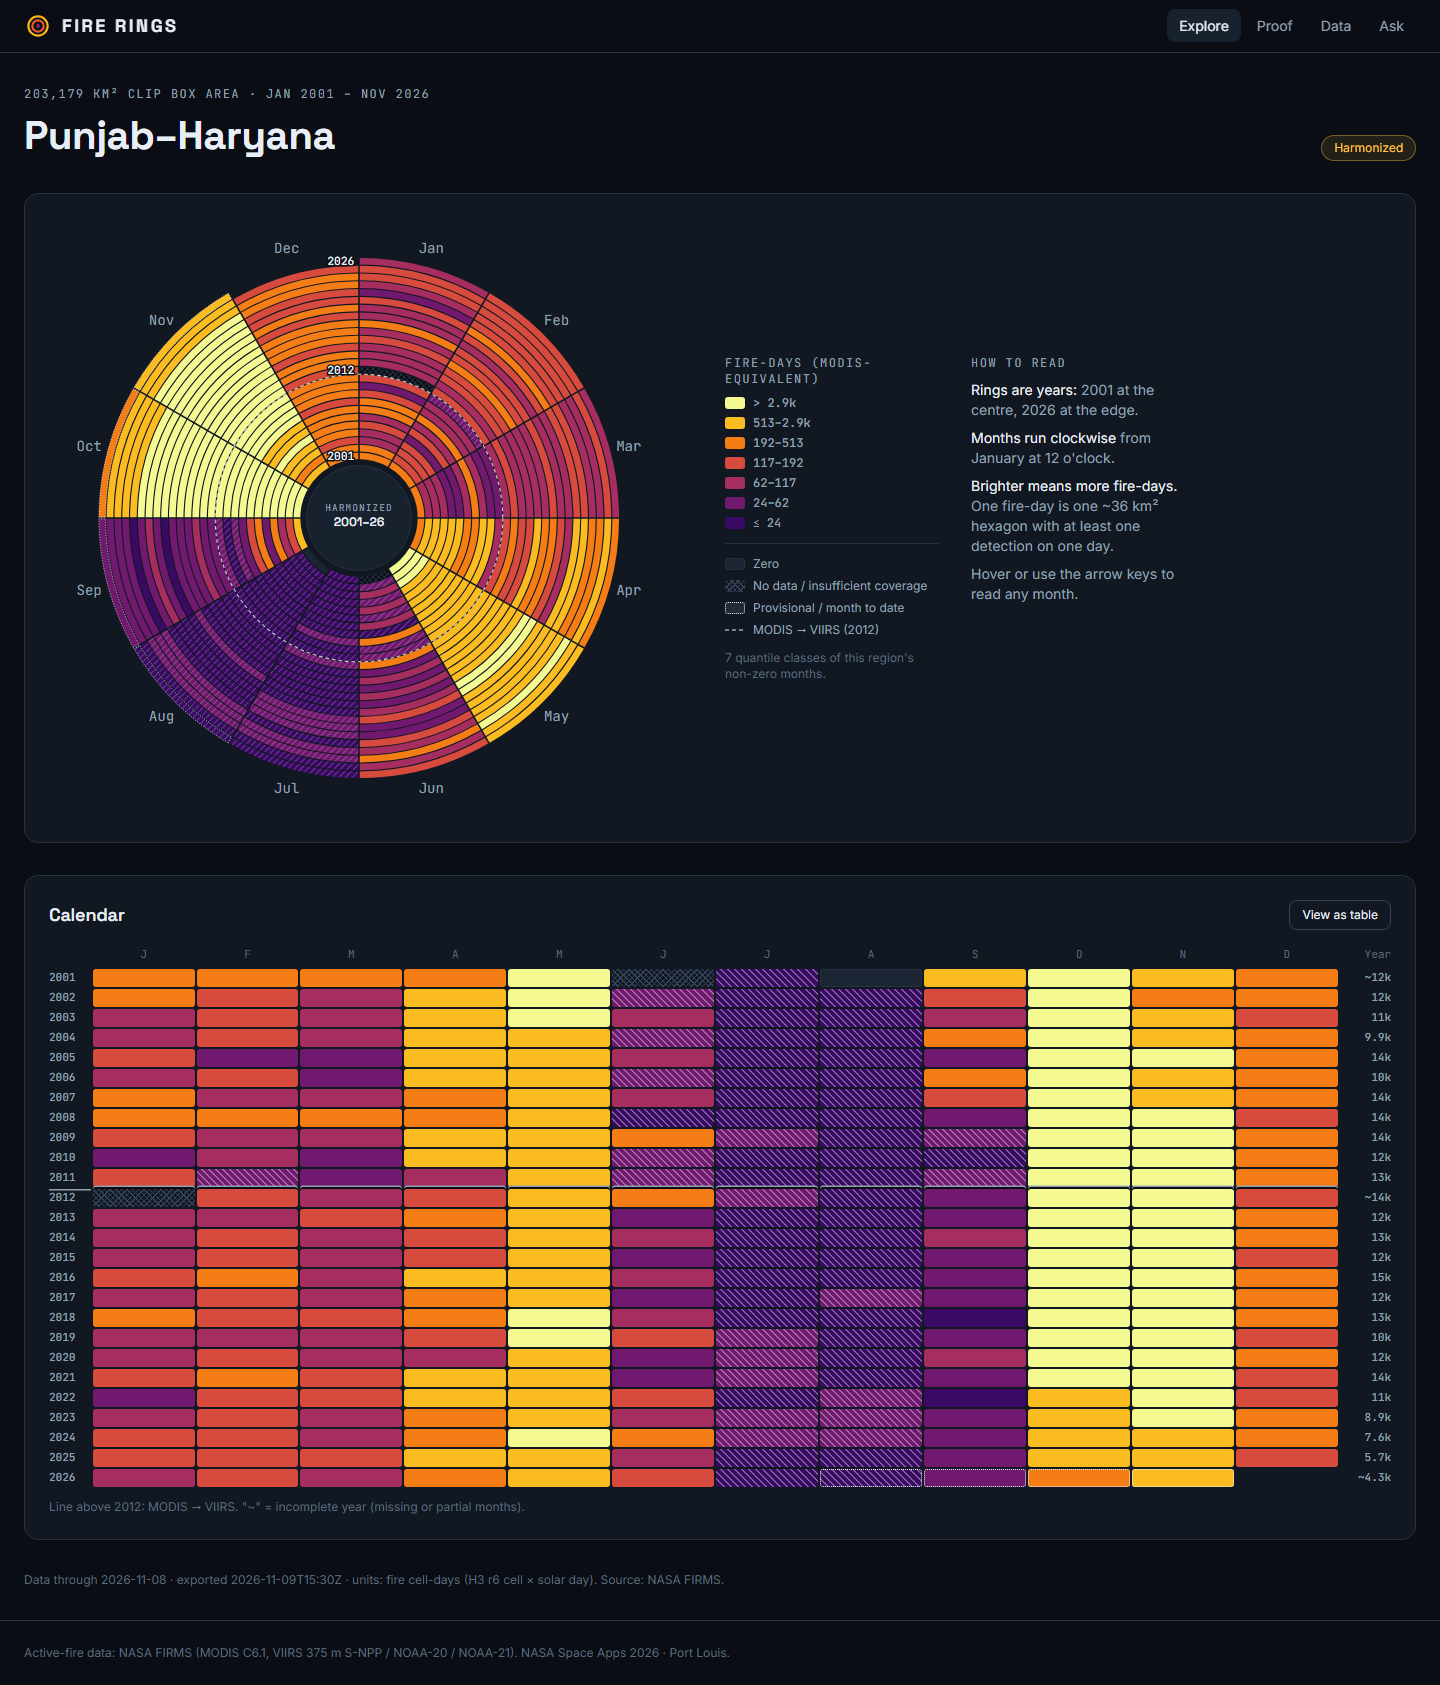 FIRE RINGS
Explore
Proof
Data
Ask
203,179 KM² CLIP BOX AREA · JAN 2001 – NOV 2026
Punjab–Haryana
Harmonized
Dec
Jan
Nov
Feb
Oct
Mar
Sep
Apr
Aug
May
Jul
Jun
2026
2012
2001
HARMONIZED
2001–26
FIRE-DAYS (MODIS-
EQUIVALENT)
> 2.9k
513–2.9k
192–513
117–192
62–117
24–62
≤ 24
Zero
No data / insufficient coverage
Provisional / month to date
MODIS → VIIRS (2012)
7 quantile classes of this region's
non-zero months.
HOW TO READ
Rings are years: 2001 at the
centre, 2026 at the edge.
Months run clockwise from
January at 12 o'clock.
Brighter means more fire-days.
One fire-day is one ~36 km²
hexagon with at least one
detection on one day.
Hover or use the arrow keys to
read any month.
Calendar
View as table
J F M A M J J A S O N D Year
2001 ~12k
2002 12k
2003 11k
2004 9.9k
2005 14k
2006 10k
2007 14k
2008 14k
2009 14k
2010 12k
2011 13k
2012 ~14k
2013 12k
2014 13k
2015 12k
2016 15k
2017 12k
2018 13k
2019 10k
2020 12k
2021 14k
2022 11k
2023 8.9k
2024 7.6k
2025 5.7k
2026 ~4.3k
Line above 2012: MODIS → VIIRS. "~" = incomplete year (missing or partial months).
Data through 2026-11-08 · exported 2026-11-09T15:30Z · units: fire cell-days (H3 r6 cell × solar day). Source: NASA FIRMS.
Active-fire data: NASA FIRMS (MODIS C6.1, VIIRS 375 m S-NPP / NOAA-20 / NOAA-21). NASA Space Apps 2026 · Port Louis.